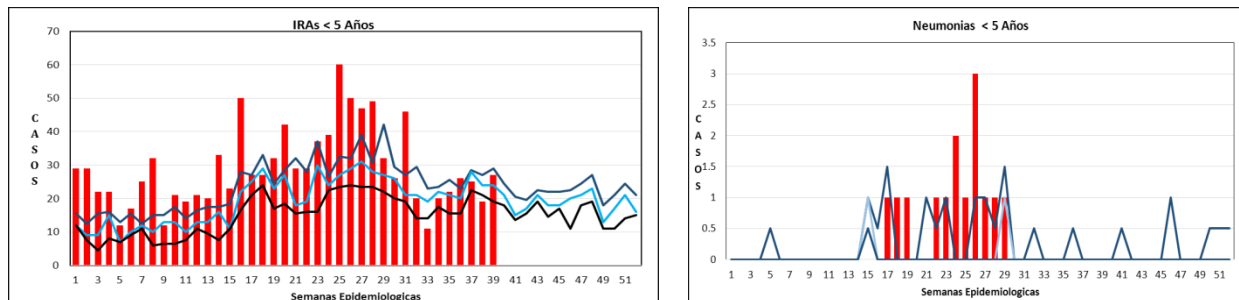 IRAs < 5 Años
70
60
50
40
30
20
10
0
C
A
S
O
S
1 3 5 7 9 11 13 15 17 19 21 23 25 27 29 31 33 35 37 39 41 43 45 47 49 51
Semanas Epidemiologicas
Neumonias < 5 Años
3.5
3
2.5
2
1.5
1
0.5
0
C
A
S
O
S
1 3 5 7 9 11 13 15 17 19 21 23 25 27 29 31 33 35 37 39 41 43 45 47 49 51
Semanas Epidemiologicas